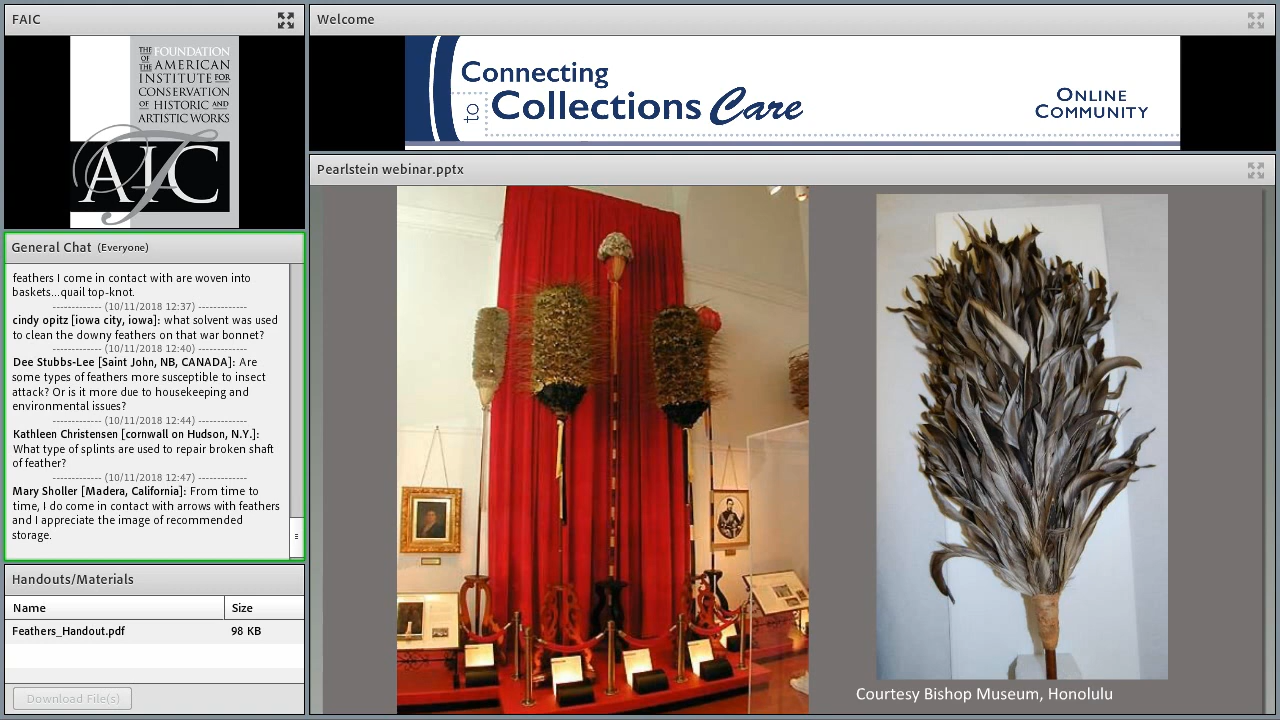 FAIC
THE FOUNDATION
OF THE AMERICAN
INSTITUTE FOR
CONSERVATION
OF HISTORIC AND
ARTISTIC WORKS
AIC
General Chat (Everyone)
feathers I come in contact with are woven into
baskets...quail top-knot.
------------- (10/11/2018 12:37) -------------
cindy opitz [iowa city, iowa]: what solvent was used
to clean the downy feathers on that war bonnet?
------------- (10/11/2018 12:40) -------------
Dee Stubbs-Lee [Saint John, NB, CANADA]: Are
some types of feathers more susceptible to insect
attack? Or is it more due to housekeeping and
environmental issues?
------------- (10/11/2018 12:44) -------------
Kathleen Christensen [cornwall on Hudson, N.Y.]:
What type of splints are used to repair broken shaft
of feather?
------------- (10/11/2018 12:47) -------------
Mary Sholler [Madera, California]: From time to
time, I do come in contact with arrows with feathers
and I appreciate the image of recommended
storage.
Handouts/Materials
Name Size
Feathers_Handout.pdf 98 KB
Download File(s)
Welcome
Connecting
to Collections Care
ONLINE
COMMUNITY
Pearlstein webinar.pptx
Courtesy Bishop Museum, Honolulu